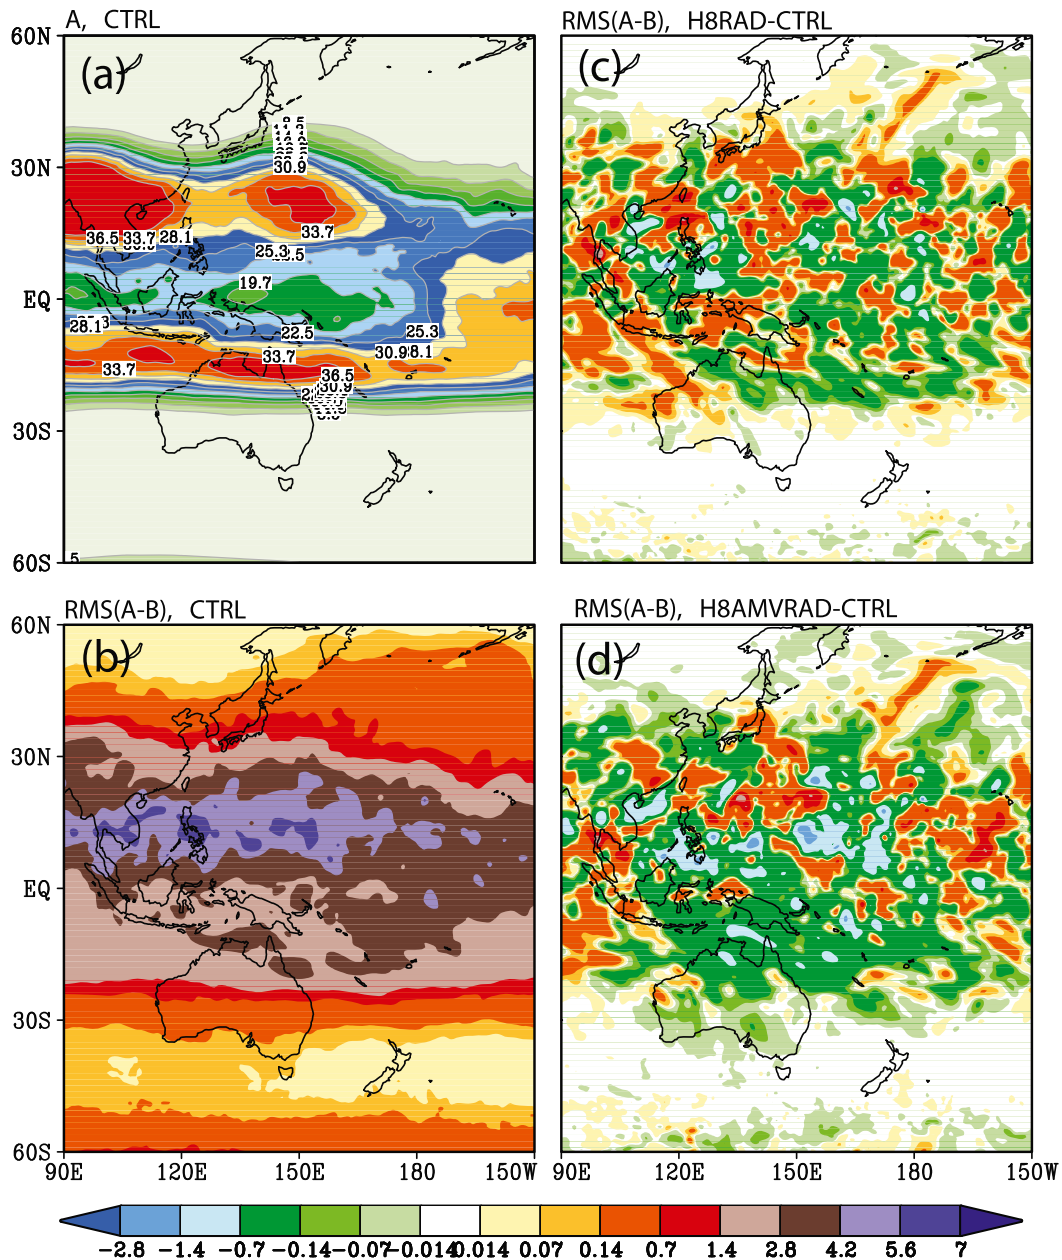 A, CTRL
RMS(A-B), H8RAD-CTRL
60N
(a)
(c)
30.9
30N
33.7
36.5 33.7 28.1
25.3
19.7
EQ
28.1
22.5
25.3
33.7
30.9
8.1
33.7
36.5
30.9
30S
5
60S
RMS(A-B), CTRL
RMS(A-B), H8AMVRAD-CTRL
60N
(b)
(d)
30N
EQ
30S
60S
90E 120E 150E 180 150W
90E 120E 150E 180 150W
-2.8 -1.4 -0.7 -0.14 -0.07 -0.014 0.014 0.07 0.14 0.7 1.4 2.8 4.2 5.6 7